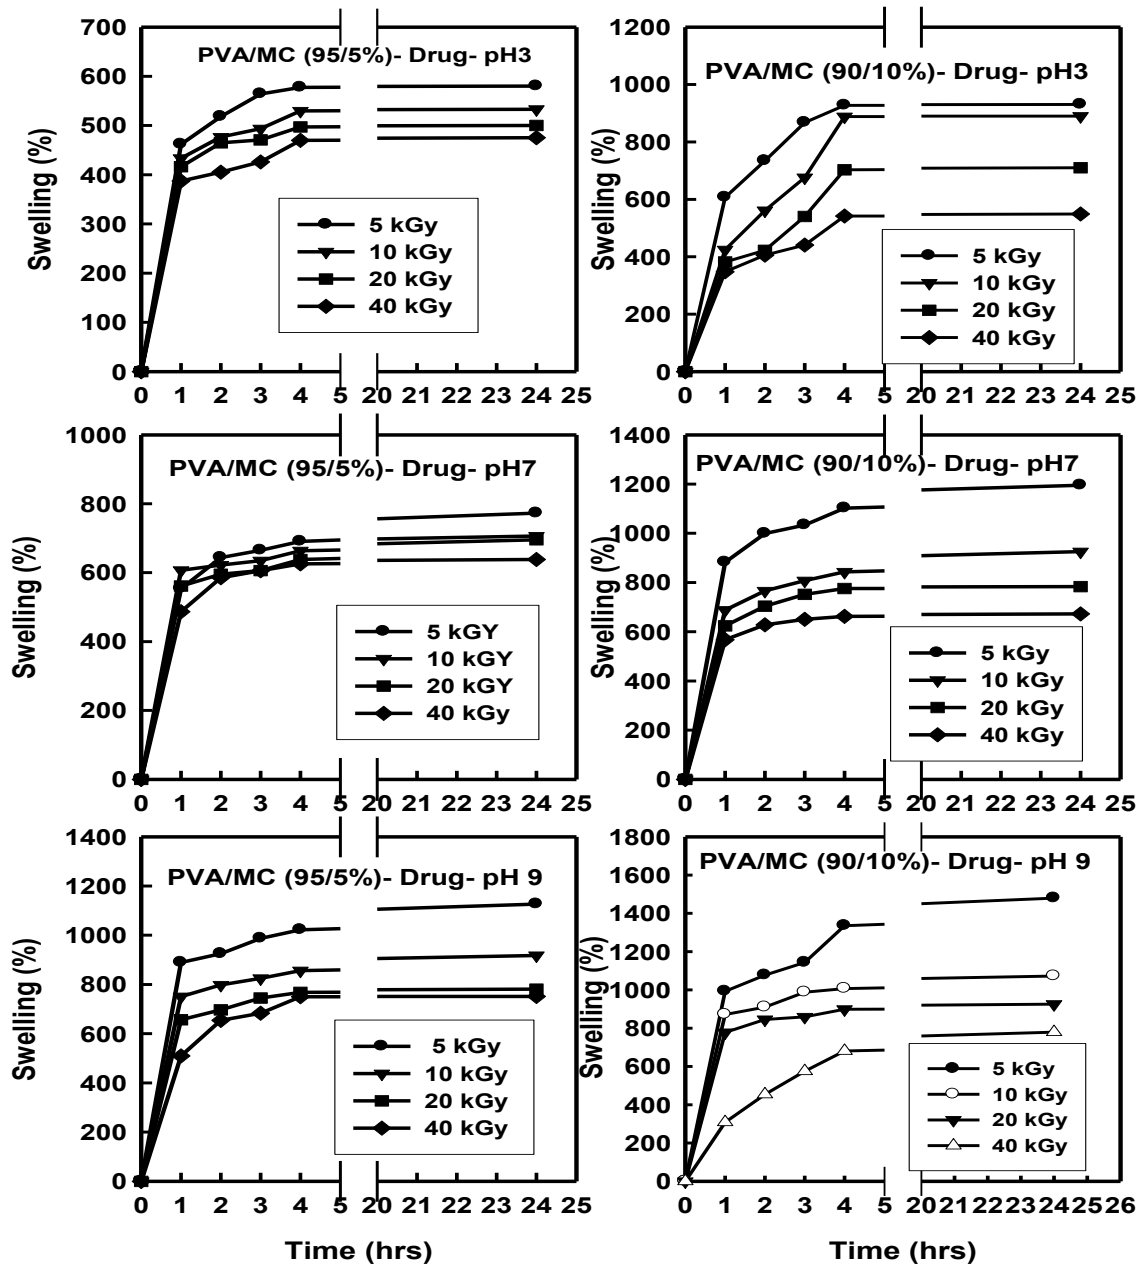 PVA/MC (95/5%)- Drug- pH3
Swelling (%)
700
600
500
400
300
200
100
0
5 kGy
10 kGy
20 kGy
40 kGy
0 1 2 3 4 5 20 21 22 23 24 25
PVA/MC (90/10%)- Drug- pH3
Swelling (%)
1200
1000
800
600
400
200
0
5 kGy
10 kGy
20 kGy
40 kGy
0 1 2 3 4 5 20 21 22 23 24 25
PVA/MC (95/5%)- Drug- pH7
Swelling (%)
1000
800
600
400
200
0
5 kGY
10 kGY
20 kGY
40 kGy
0 1 2 3 4 5 20 21 22 23 24 25
PVA/MC (90/10%)- Drug- pH7
Swelling (%)
1400
1200
1000
800
600
400
200
0
5 kGy
10 kGy
20 kGy
40 kGy
0 1 2 3 4 5 20 21 22 23 24 25
PVA/MC (95/5%)- Drug- pH 9
Swelling (%)
1400
1200
1000
800
600
400
200
0
5 kGy
10 kGy
20 kGy
40 kGy
0 1 2 3 4 5 20 21 22 23 24 25
Time (hrs)
PVA/MC (90/10%)- Drug- pH 9
Swelling (%)
1800
1600
1400
1200
1000
800
600
400
200
0
5 kGy
10 kGy
20 kGy
40 kGy
0 1 2 3 4 5 20 21 22 23 24 25 26
Time (hrs)